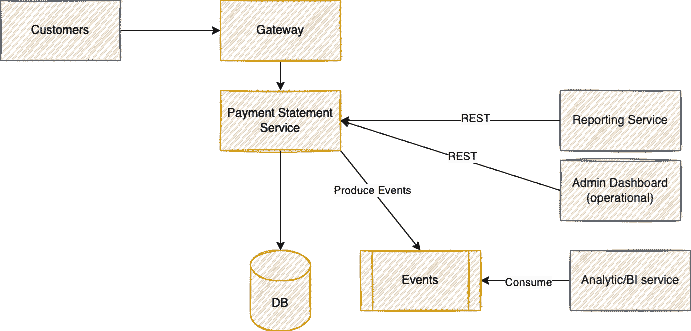 Customers
Gateway
Payment Statement
Service
REST
Reporting Service
REST
Admin Dashboard
(operational)
Produce Events
DB
Events
Consume
Analytic/BI service